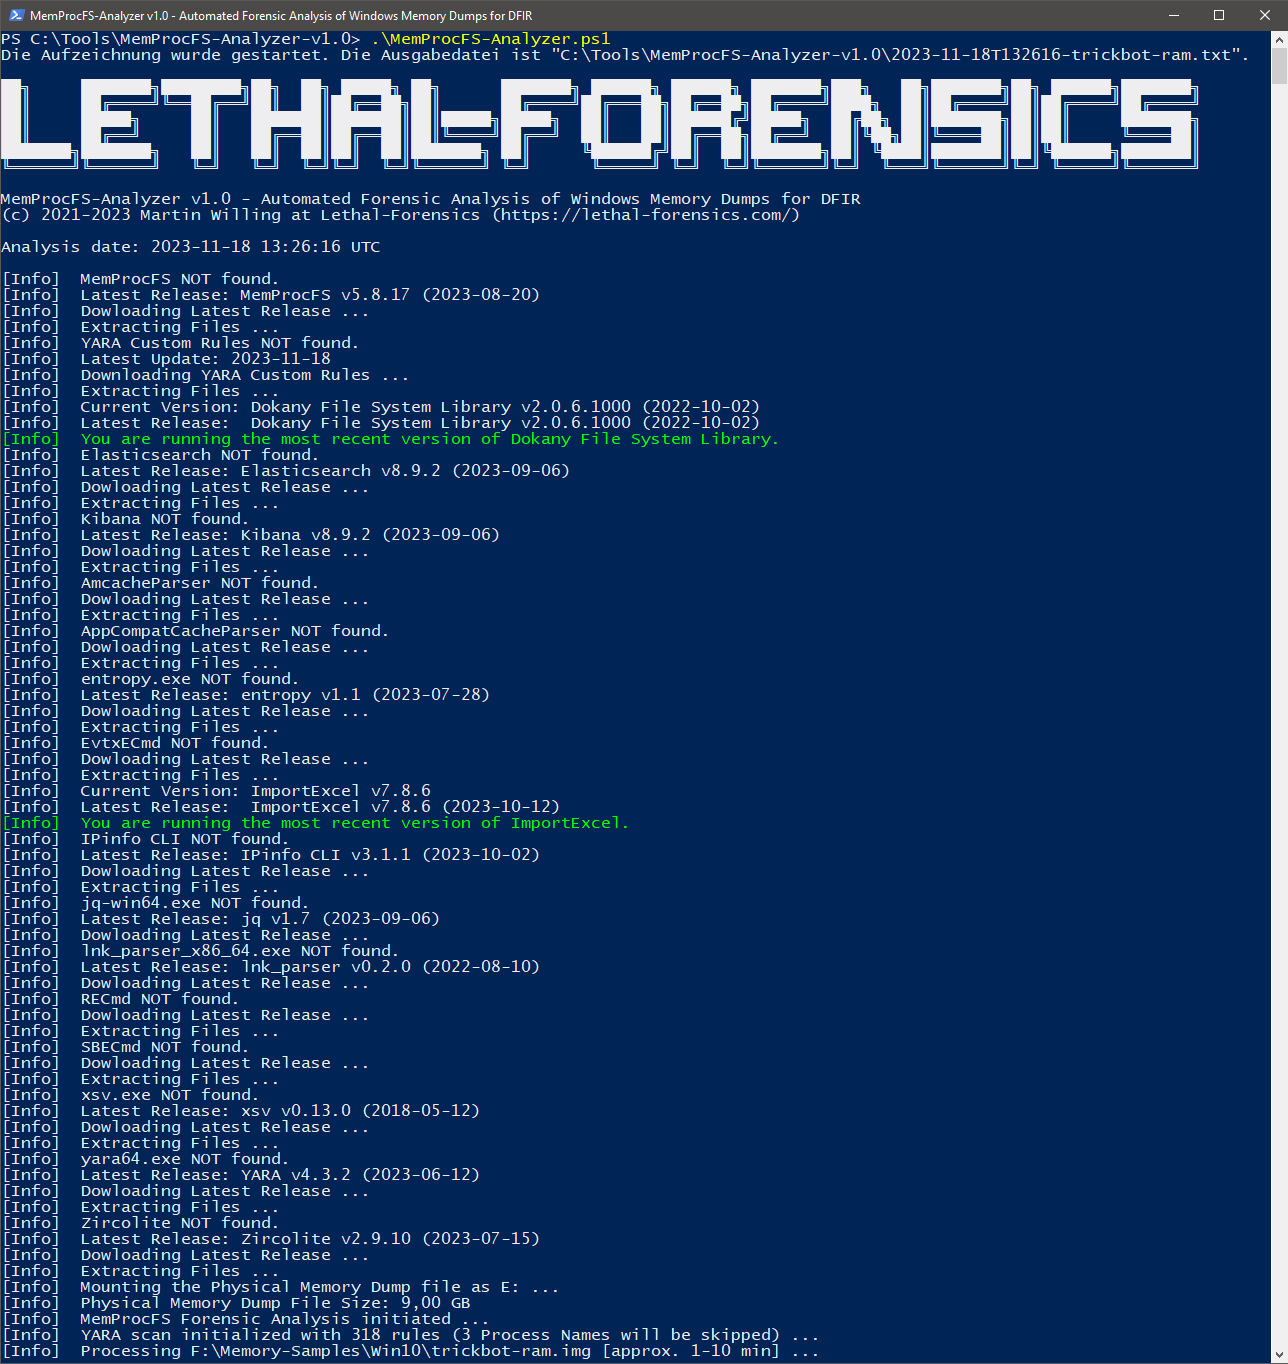 MemProcFS-Analyzer v1.0 - Automated Forensic Analysis of Windows Memory Dumps for DFIR
PS C:\Tools\MemProcFS-Analyzer-v1.0> .\MemProcFS-Analyzer.ps1
Die Aufzeichnung wurde gestartet. Die Ausgabedatei ist "C:\Tools\MemProcFS-Analyzer-v1.0\2023-11-18T132616-trickbot-ram.txt".
LETHAL-FORENSICS
MemProcFS-Analyzer v1.0 - Automated Forensic Analysis of Windows Memory Dumps for DFIR
(c) 2021-2023 Martin Willing at Lethal-Forensics (https://lethal-forensics.com/)
Analysis date: 2023-11-18 13:26:16 UTC
[Info]  MemProcFS NOT found.
[Info]  Latest Release: MemProcFS v5.8.17 (2023-08-20)
[Info]  Dowloading Latest Release ...
[Info]  Extracting Files ...
[Info]  YARA Custom Rules NOT found.
[Info]  Latest Update: 2023-11-18
[Info]  Downloading YARA Custom Rules ...
[Info]  Extracting Files ...
[Info]  Current Version: Dokany File System Library v2.0.6.1000 (2022-10-02)
[Info]  Latest Release:  Dokany File System Library v2.0.6.1000 (2022-10-02)
[Info]  You are running the most recent version of Dokany File System Library.
[Info]  Elasticsearch NOT found.
[Info]  Latest Release: Elasticsearch v8.9.2 (2023-09-06)
[Info]  Dowloading Latest Release ...
[Info]  Extracting Files ...
[Info]  Kibana NOT found.
[Info]  Latest Release: Kibana v8.9.2 (2023-09-06)
[Info]  Dowloading Latest Release ...
[Info]  Extracting Files ...
[Info]  AmcacheParser NOT found.
[Info]  Dowloading Latest Release ...
[Info]  Extracting Files ...
[Info]  AppCompatCacheParser NOT found.
[Info]  Dowloading Latest Release ...
[Info]  Extracting Files ...
[Info]  entropy.exe NOT found.
[Info]  Latest Release: entropy v1.1 (2023-07-28)
[Info]  Dowloading Latest Release ...
[Info]  Extracting Files ...
[Info]  EvtxECmd NOT found.
[Info]  Dowloading Latest Release ...
[Info]  Extracting Files ...
[Info]  Current Version: ImportExcel v7.8.6
[Info]  Latest Release:  ImportExcel v7.8.6 (2023-10-12)
[Info]  You are running the most recent version of ImportExcel.
[Info]  IPinfo CLI NOT found.
[Info]  Latest Release: IPinfo CLI v3.1.1 (2023-10-02)
[Info]  Dowloading Latest Release ...
[Info]  Extracting Files ...
[Info]  jq-win64.exe NOT found.
[Info]  Latest Release: jq v1.7 (2023-09-06)
[Info]  Dowloading Latest Release ...
[Info]  lnk_parser_x86_64.exe NOT found.
[Info]  Latest Release: lnk_parser v0.2.0 (2022-08-10)
[Info]  Dowloading Latest Release ...
[Info]  RECmd NOT found.
[Info]  Dowloading Latest Release ...
[Info]  Extracting Files ...
[Info]  SBECmd NOT found.
[Info]  Dowloading Latest Release ...
[Info]  Extracting Files ...
[Info]  xsv.exe NOT found.
[Info]  Latest Release: xsv v0.13.0 (2018-05-12)
[Info]  Dowloading Latest Release ...
[Info]  Extracting Files ...
[Info]  yara64.exe NOT found.
[Info]  Latest Release: YARA v4.3.2 (2023-06-12)
[Info]  Dowloading Latest Release ...
[Info]  Extracting Files ...
[Info]  Zircolite NOT found.
[Info]  Latest Release: Zircolite v2.9.10 (2023-07-15)
[Info]  Dowloading Latest Release ...
[Info]  Extracting Files ...
[Info]  Mounting the Physical Memory Dump file as E: ...
[Info]  Physical Memory Dump File Size: 9,00 GB
[Info]  MemProcFS Forensic Analysis initiated ...
[Info]  YARA scan initialized with 318 rules (3 Process Names will be skipped) ...
[Info]  Processing F:\Memory-Samples\Win10\trickbot-ram.img [approx. 1-10 min] ...